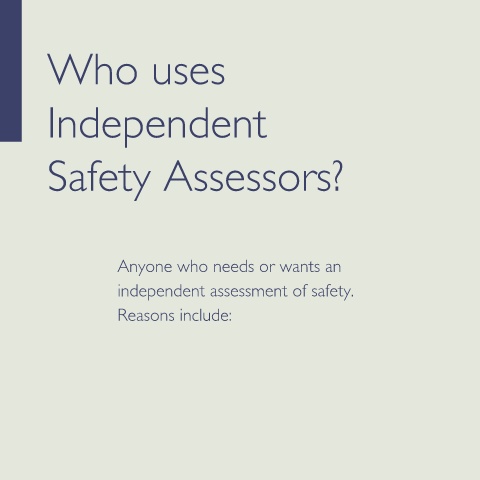 Who uses
Independent
Safety Assessors?
Anyone who needs or wants an
independent assessment of safety.
Reasons include: